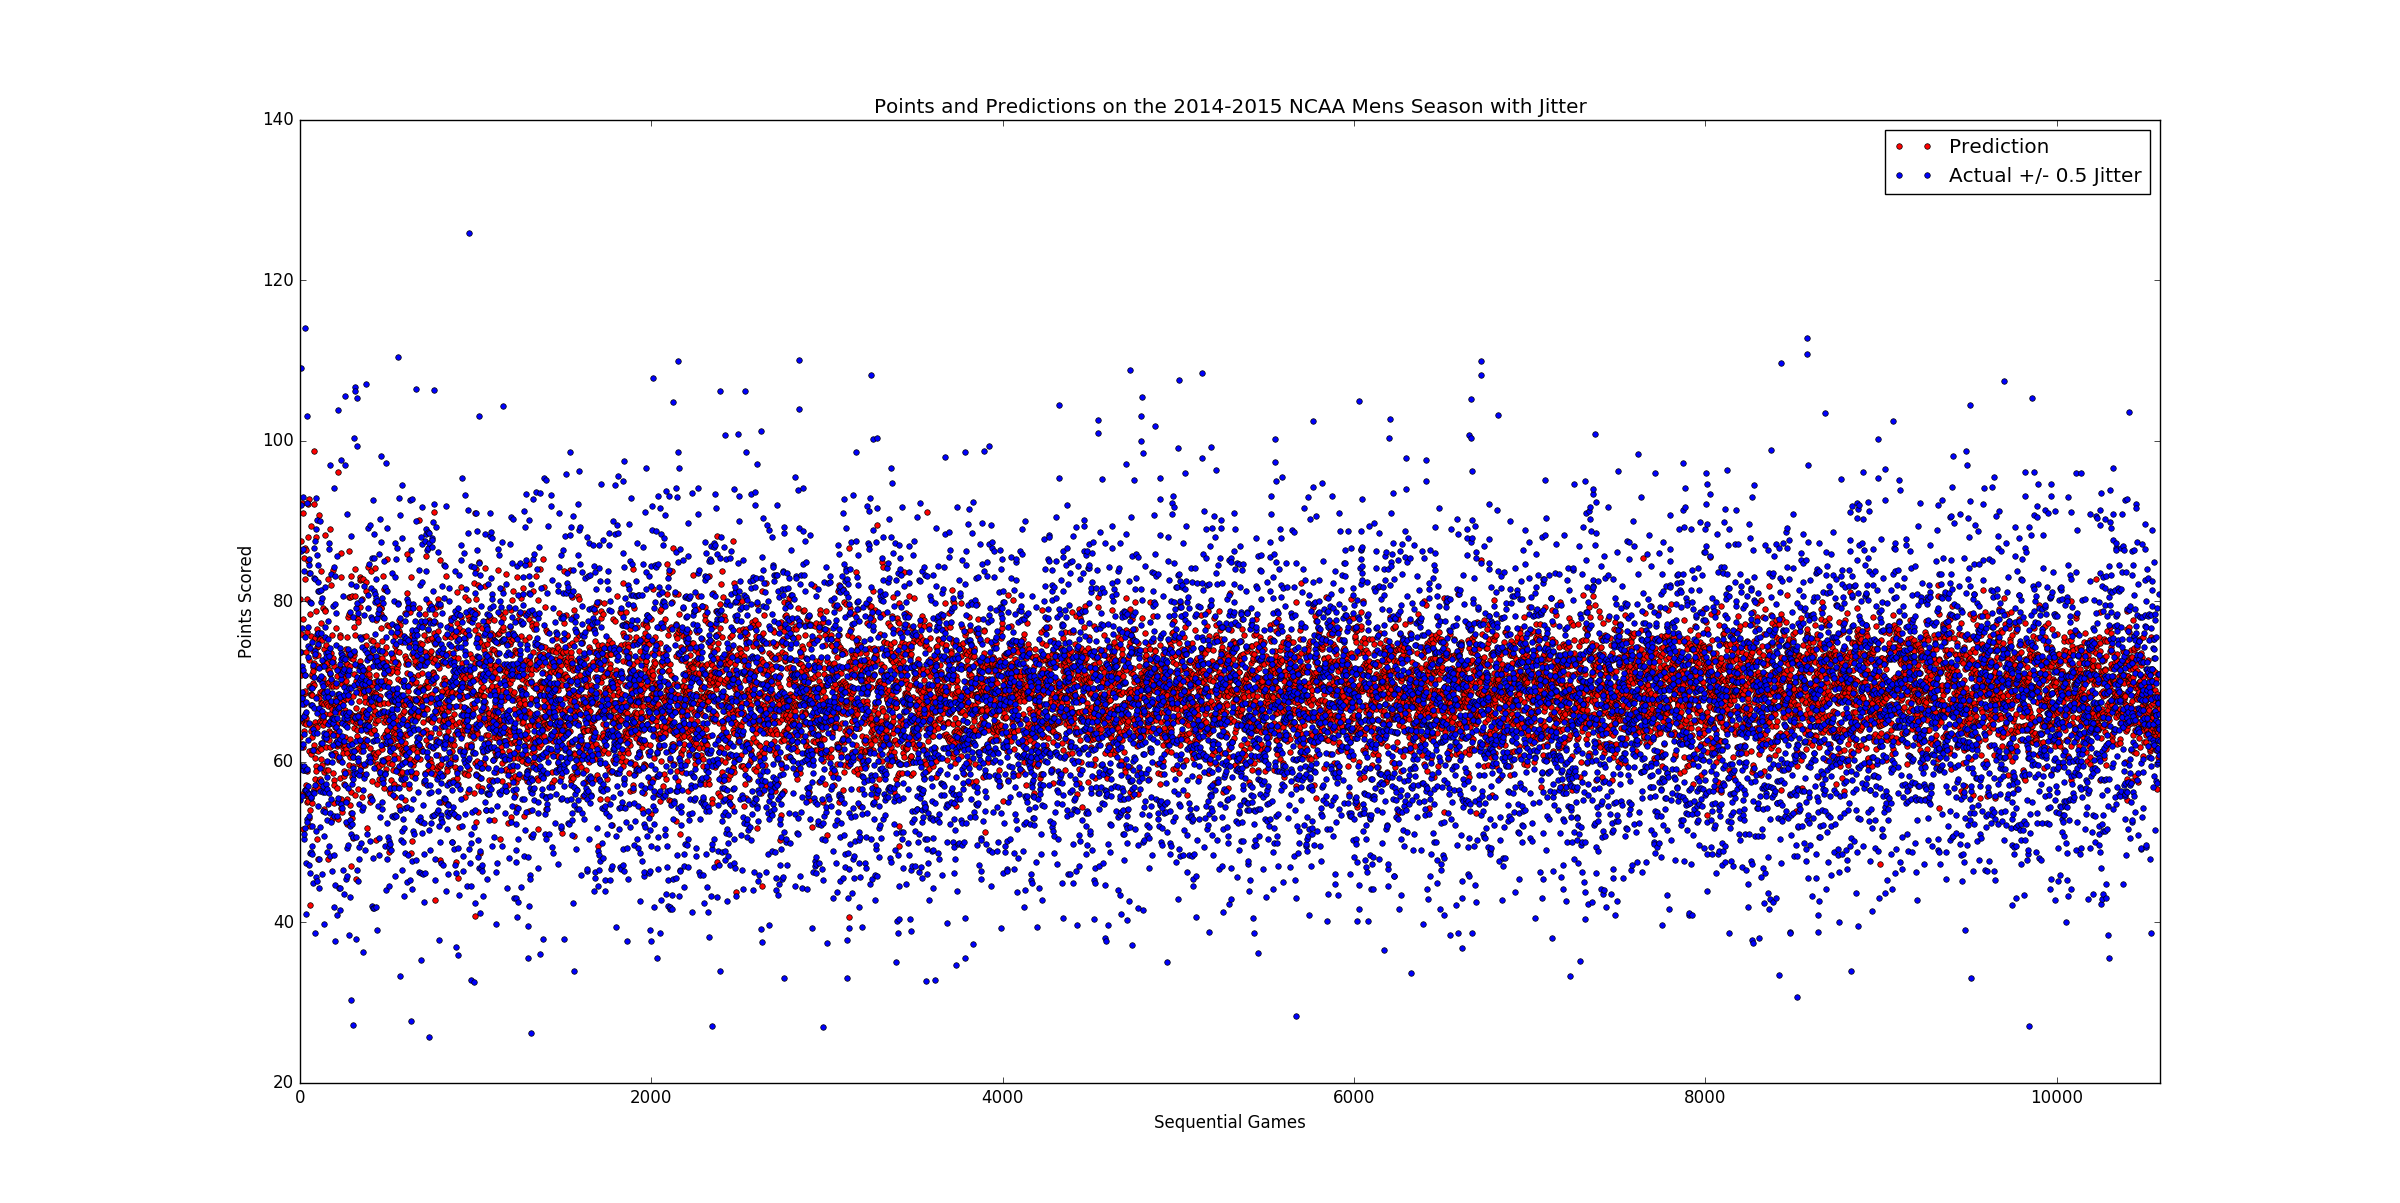 Points and Predictions on the 2014-2015 NCAA Mens Season with Jitter
140
120
100
80
60
40
20
Points Scored
Prediction
Actual +/- 0.5 Jitter
0 2000 4000 6000 8000 10000
Sequential Games